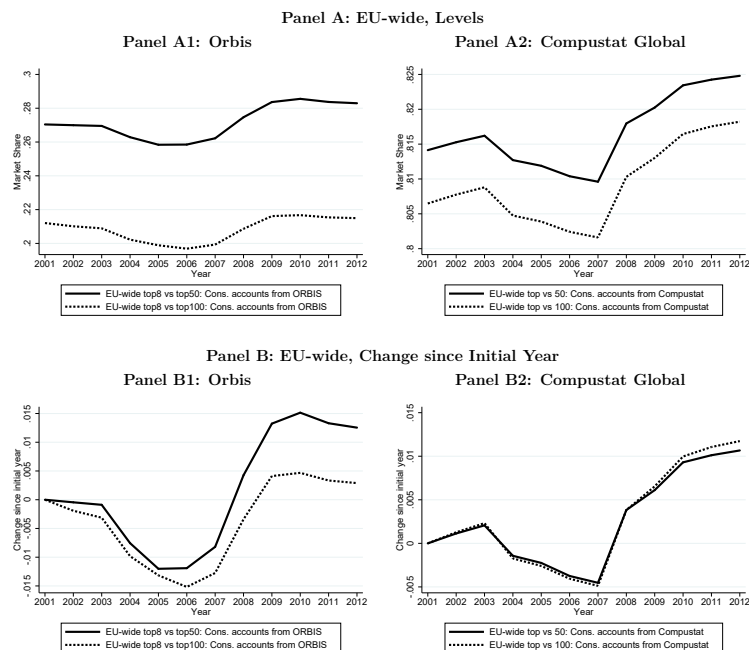 Panel A: EU-wide, Levels
Panel A1: Orbis
Market Share
.3
.28
.26
.24
.22
.2
2001 2002 2003 2004 2005 2006 2007 2008 2009 2010 2011 2012
Year
EU-wide top8 vs top50: Cons. accounts from ORBIS
EU-wide top8 vs top100: Cons. accounts from ORBIS
Panel A2: Compustat Global
Market Share
.825
.82
.815
.81
.805
.8
2001 2002 2003 2004 2005 2006 2007 2008 2009 2010 2011 2012
Year
EU-wide top vs 50: Cons. accounts from Compustat
EU-wide top vs 100: Cons. accounts from Compustat
Panel B: EU-wide, Change since Initial Year
Panel B1: Orbis
Change since initial year
.015
.01
.005
0
-.005
-.01
-.015
2001 2002 2003 2004 2005 2006 2007 2008 2009 2010 2011 2012
Year
EU-wide top8 vs top50: Cons. accounts from ORBIS
EU-wide top8 vs top100: Cons. accounts from ORBIS
Panel B2: Compustat Global
Change since initial year
.015
.01
.005
0
-.005
2001 2002 2003 2004 2005 2006 2007 2008 2009 2010 2011 2012
Year
EU-wide top vs 50: Cons. accounts from Compustat
EU-wide top vs 100: Cons. accounts from Compustat